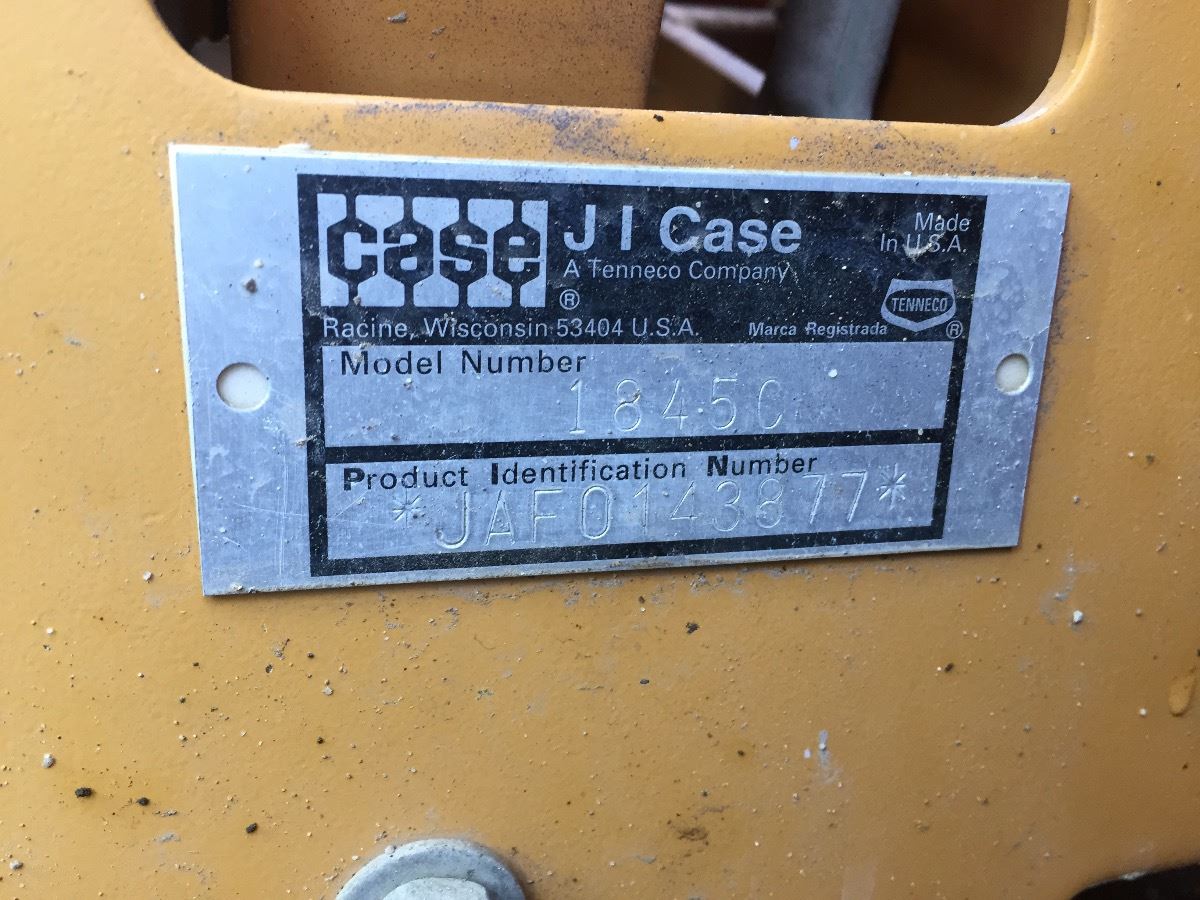 case
®
J I Case
A Tenneco Company
Made
In U.S.A.
TENNECO
®
Racine, Wisconsin 53404 U.S.A.
Marca Registrada
Model Number
1845C
Product Identification Number
*JAF0143877*